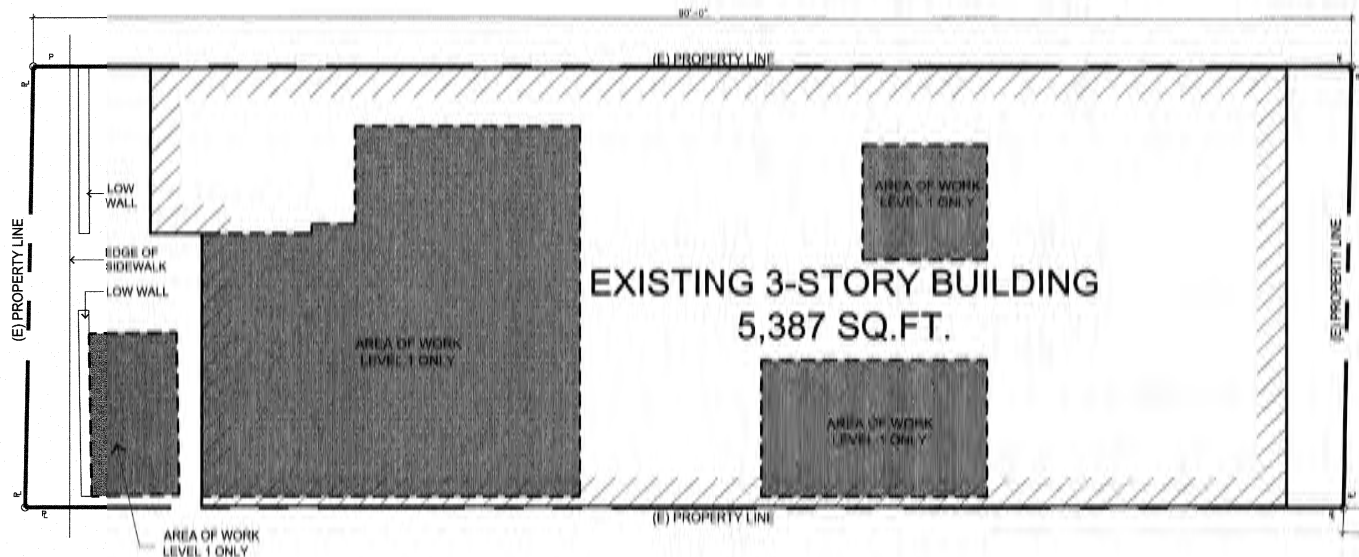 90'-0"
(E) PROPERTY LINE
LOW
WALL
EDGE OF
SIDEWALK
LOW WALL
(E) PROPERTY LINE
AREA OF WORK
LEVEL 1 ONLY
EXISTING 3-STORY BUILDING
5,387 SQ.FT.
AREA OF WORK
LEVEL 1 ONLY
AREA OF WORK
LEVEL 1 ONLY
(E) PROPERTY LINE
(E) PROPERTY LINE
AREA OF WORK
LEVEL 1 ONLY